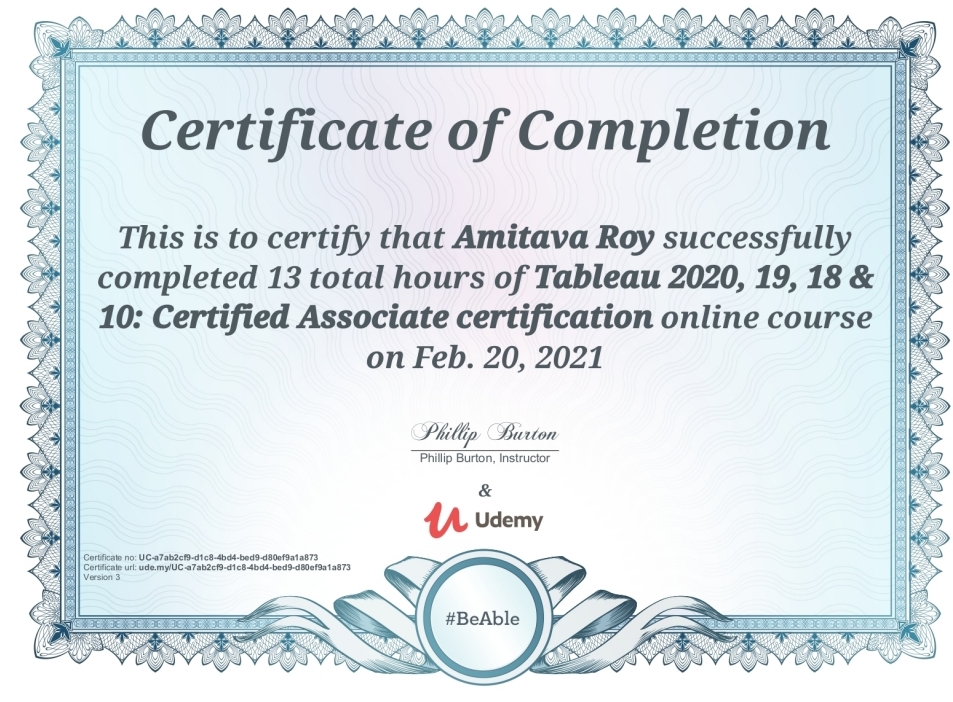 Certificate of Completion
This is to certify that Amitava Roy successfully
completed 13 total hours of Tableau 2020, 19, 18 &
10: Certified Associate certification online course
on Feb. 20, 2021
Phillip Burton
Phillip Burton, Instructor
&
Udemy
Certificate no: UC-a7ab2cf9-d1c8-4bd4-bed9-d80ef9a1a873
Certificate url: ude.my/UC-a7ab2cf9-d1c8-4bd4-bed9-d80ef9a1a873
Version 3
#BeAble